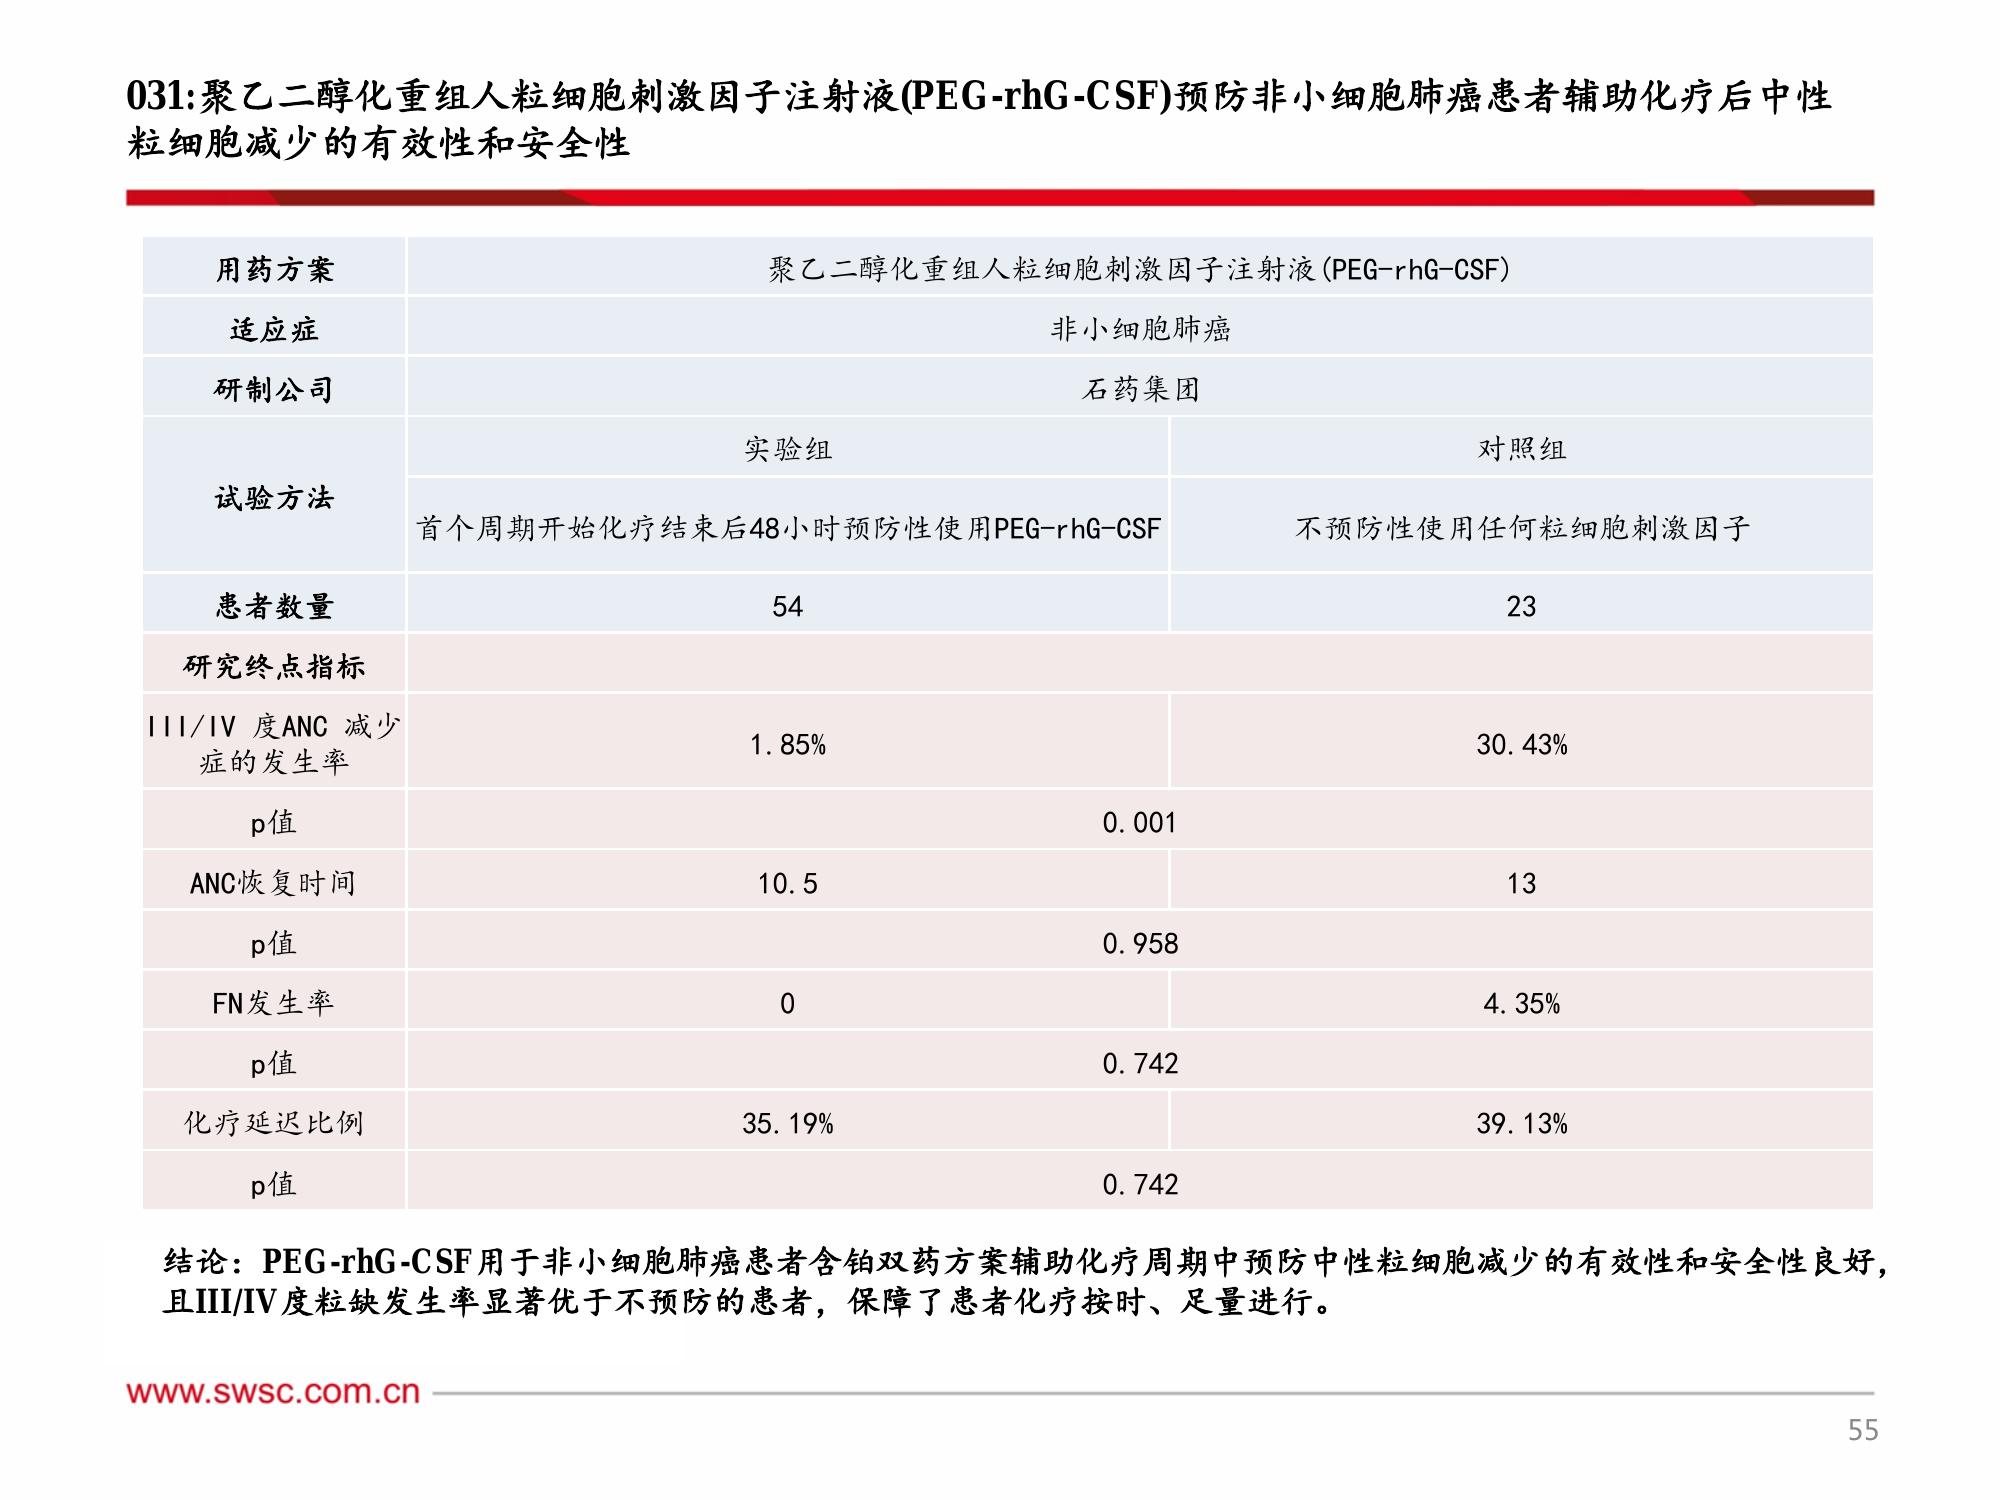 031:聚乙二醇化重组人粒细胞刺激因子注射液(PEG-rhG-CSF)预防非小细胞肺癌患者辅助化疗后中性
粒细胞减少的有效性和安全性
用药方案
聚乙二醇化重组人粒细胞刺激因子注射液(PEG-rhG-CSF)
适应症
非小细胞肺癌
研制公司
石药集团
试验方法
实验组
对照组
首个周期开始化疗结束后48小时预防性使用PEG-rhG-CSF
不预防性使用任何粒细胞刺激因子
患者数量
54
23
研究终点指标
III/IV 度ANC 减少
症的发生率
1.85%
30.43%
p值
0.001
ANC恢复时间
10.5
13
p值
0.958
FN发生率
0
4.35%
p值
0.742
化疗延迟比例
35.19%
39.13%
p值
0.742
结论：PEG-rhG-CSF用于非小细胞肺癌患者含铂双药方案辅助化疗周期中预防中性粒细胞减少的有效性和安全性良好，
且III/IV度粒缺发生率显著优于不预防的患者，保障了患者化疗按时、足量进行。
www.swsc.com.cn
55